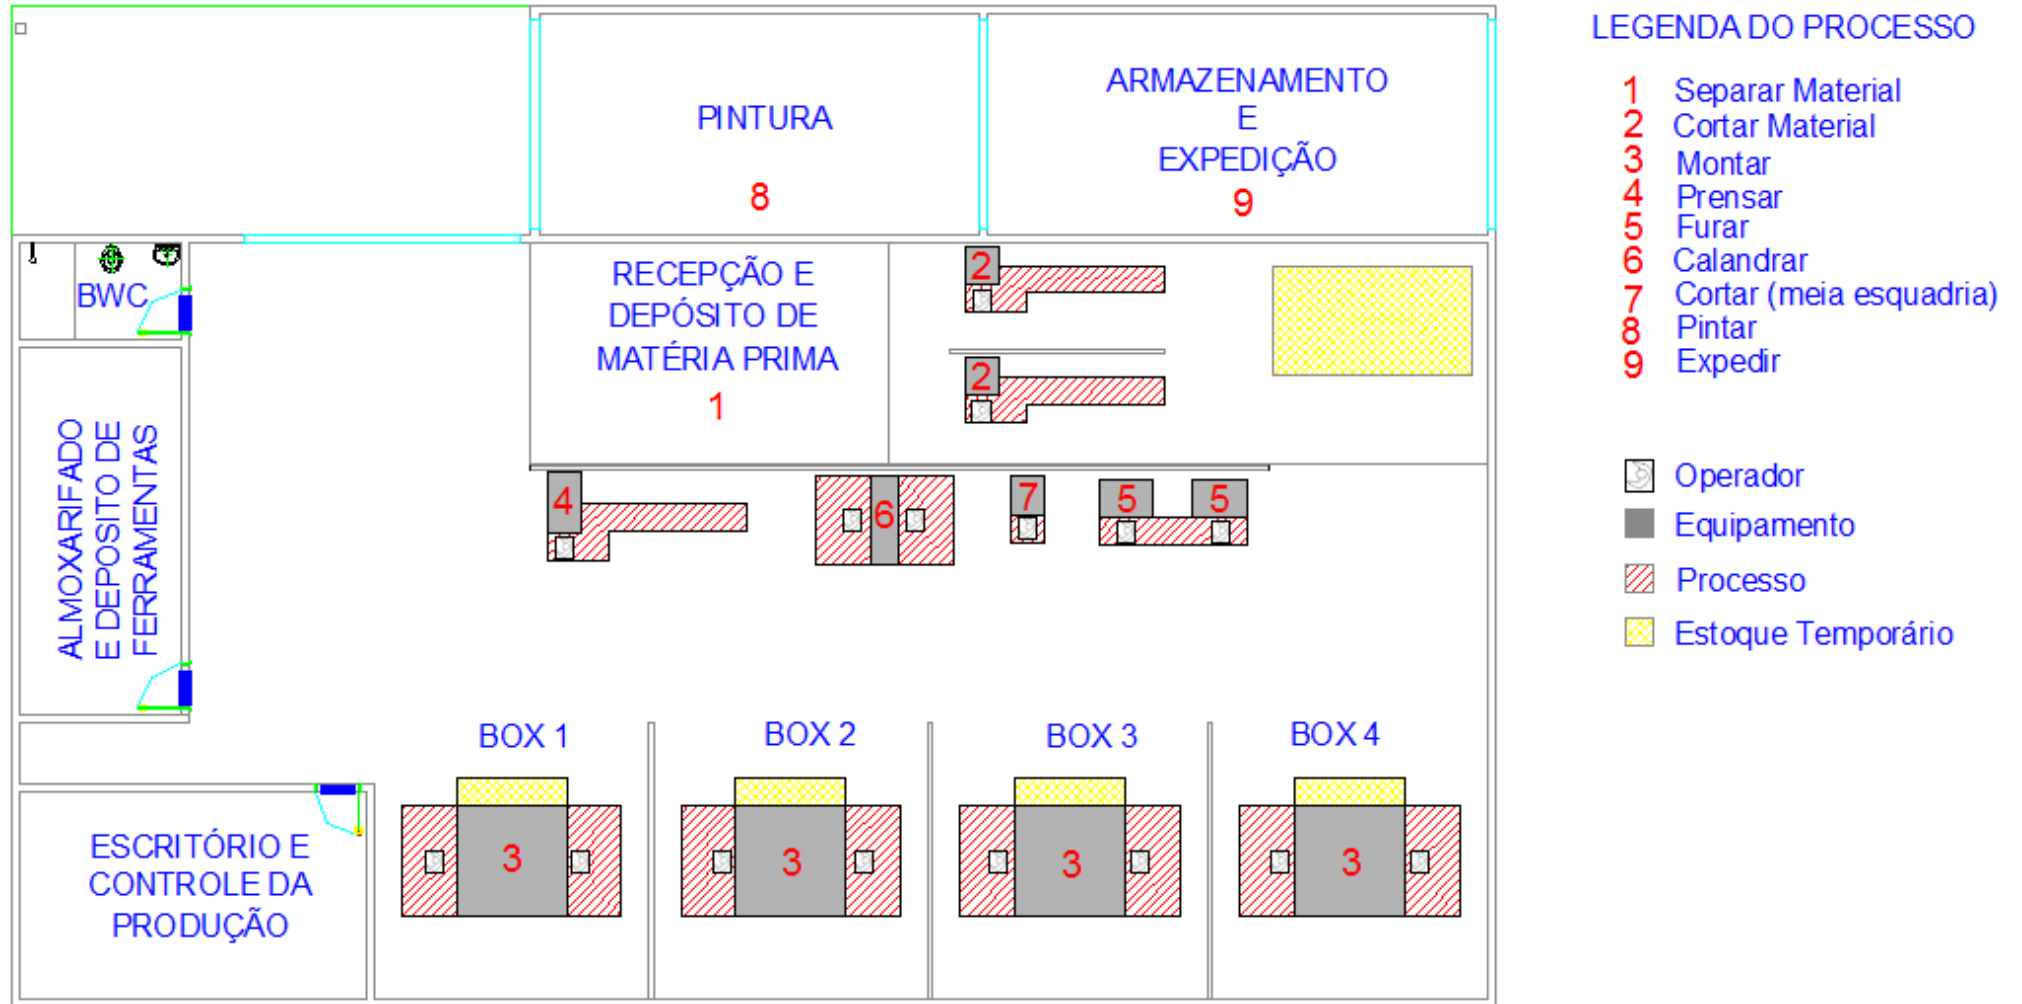 PINTURA
8
ARMAZENAMENTO
E
EXPEDIÇÃO
9
BWC
RECEPÇÃO E
DEPÓSITO DE
MATÉRIA PRIMA
1
2
2
ALMOXARIFADO
E DEPOSITO DE
FERRAMENTAS
4
6
7
5
5
BOX 1
BOX 2
BOX 3
BOX 4
3
3
3
3
ESCRITÓRIO E
CONTROLE DA
PRODUÇÃO
LEGENDA DO PROCESSO
1 Separar Material
2 Cortar Material
3 Montar
4 Prensar
5 Furar
6 Calandrar
7 Cortar (meia esquadria)
8 Pintar
9 Expedir
Operador
Equipamento
Processo
Estoque Temporário